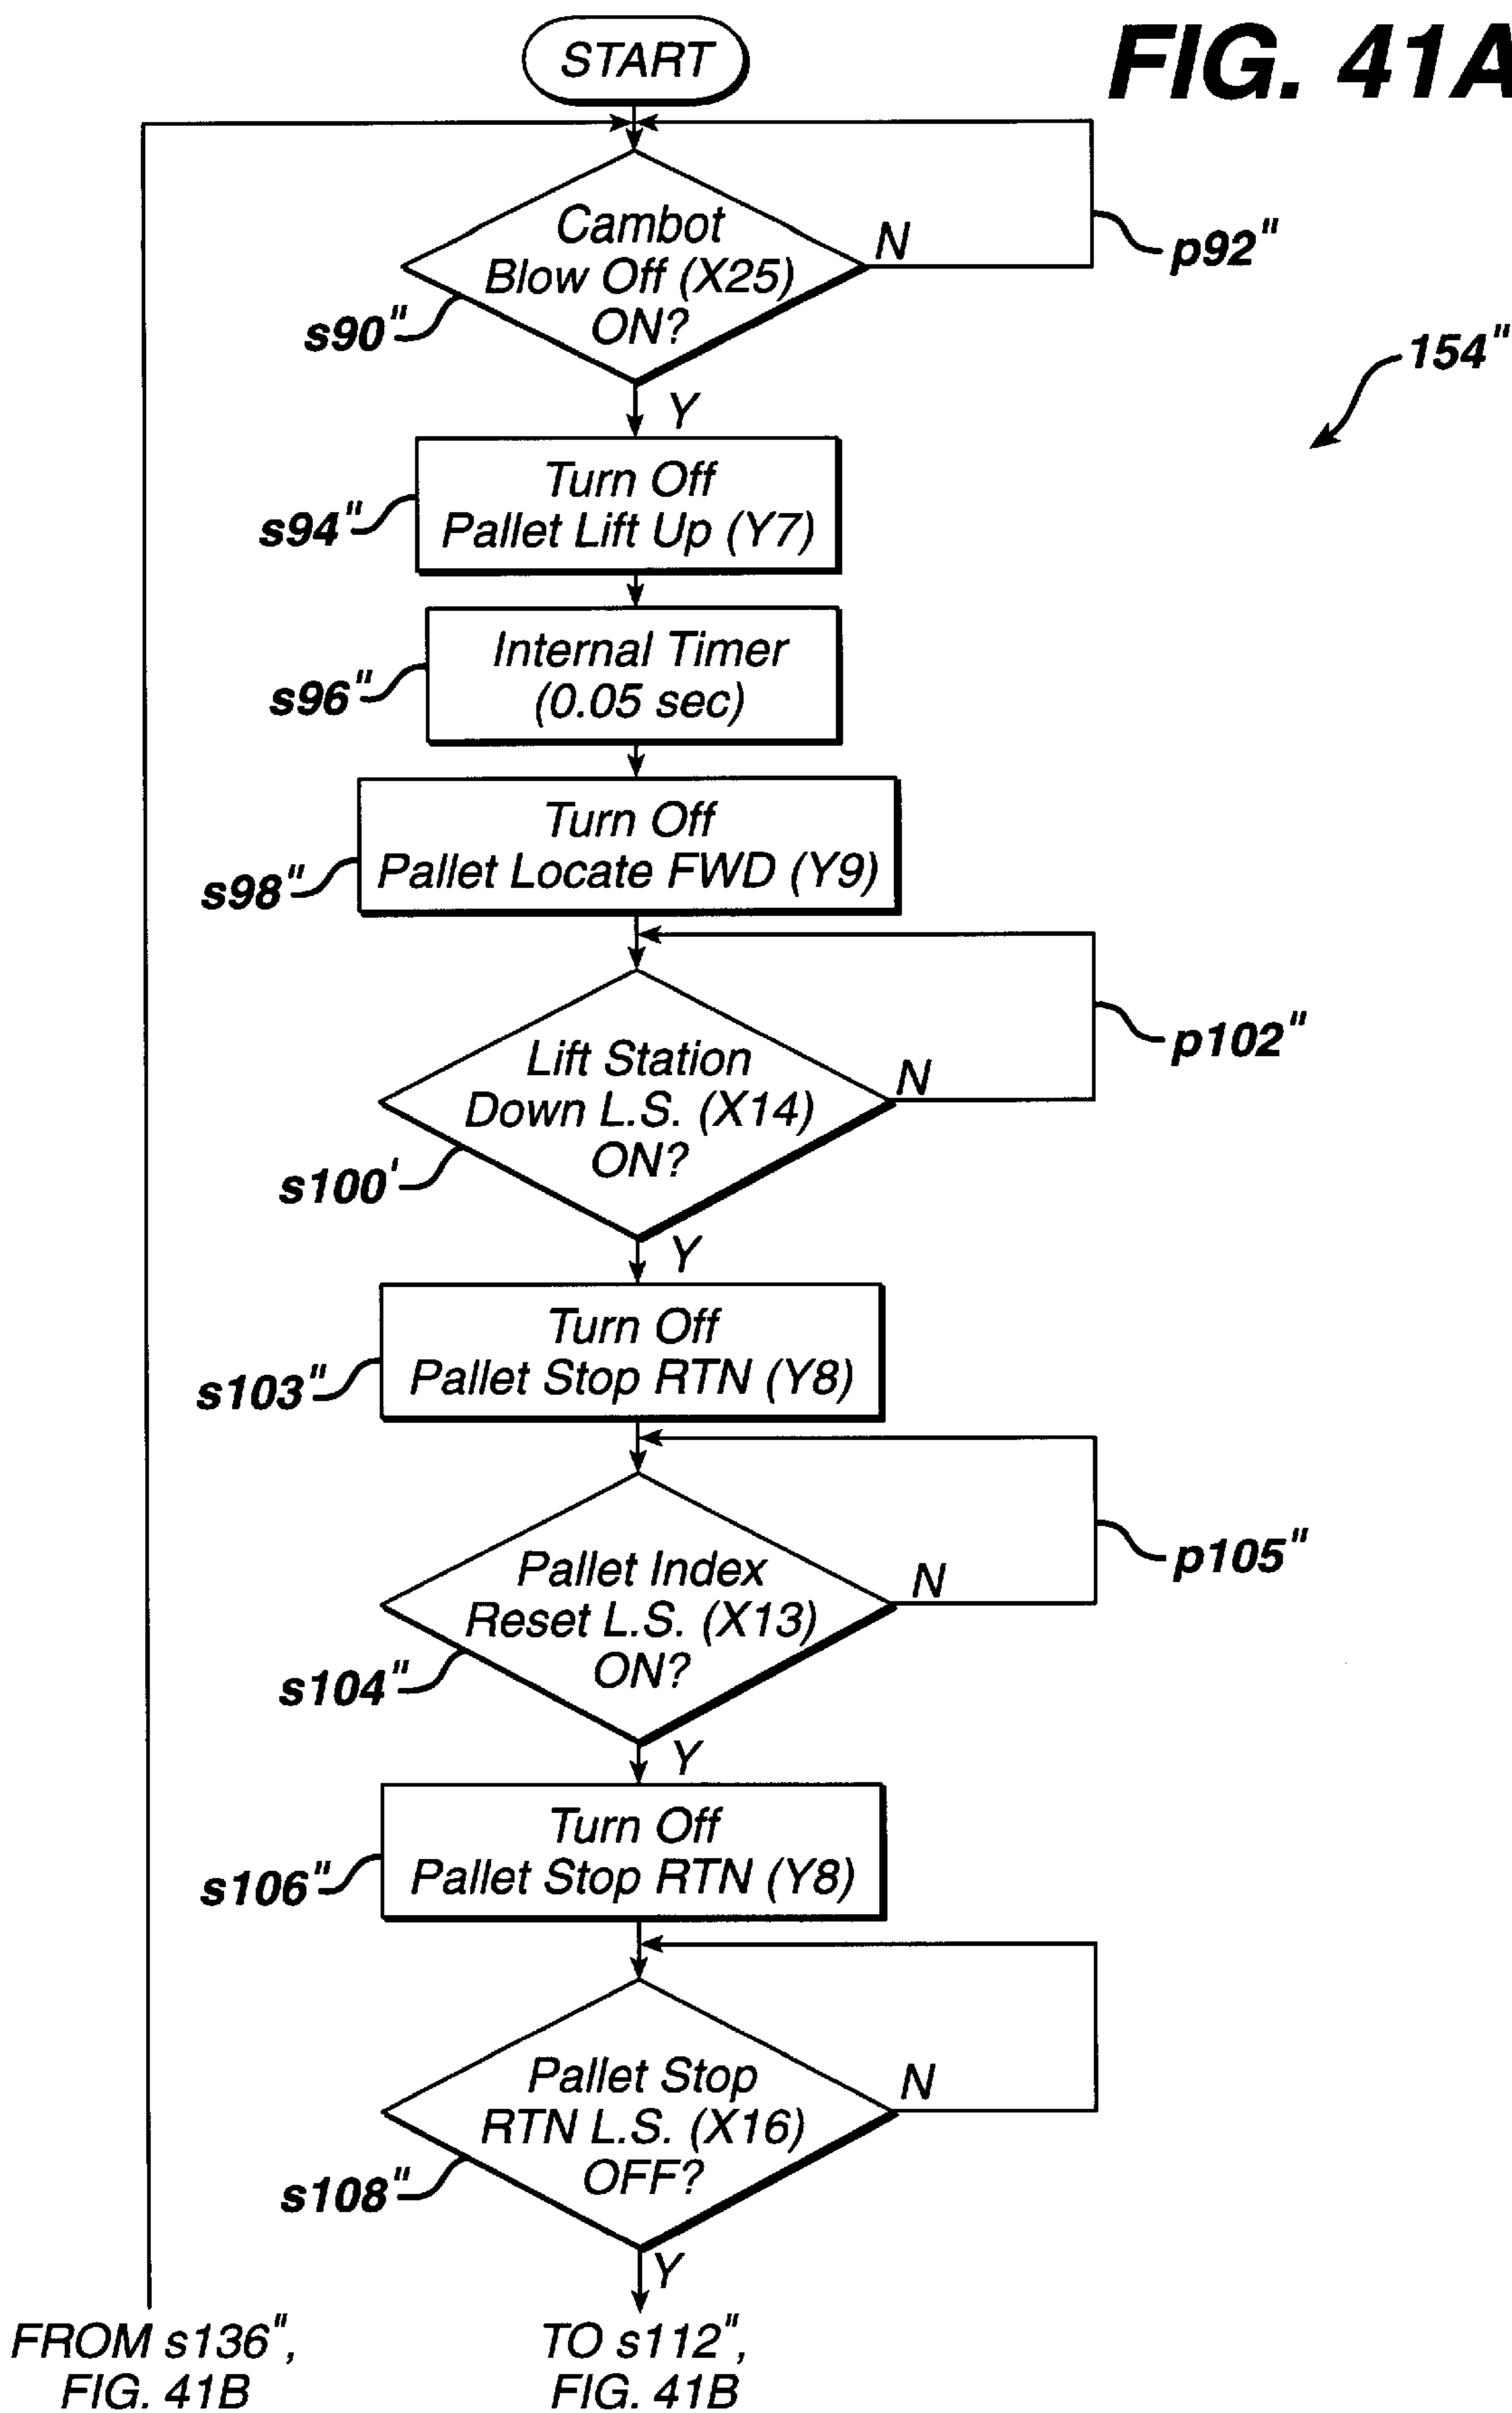 FIG. 41A
START
Cambot
Blow Off (X25)
ON?
N
p92"
s90"
154"
Y
Turn Off
Pallet Lift Up (Y7)
s94"
Internal Timer
(0.05 sec)
s96"
Turn Off
Pallet Locate FWD (Y9)
s98"
Lift Station
Down L.S. (X14)
ON?
N
p102"
s100'
Y
Turn Off
Pallet Stop RTN (Y8)
s103"
Pallet Index
Reset L.S. (X13)
ON?
N
p105"
s104"
Y
Turn Off
Pallet Stop RTN (Y8)
s106"
Pallet Stop
RTN L.S. (X16)
OFF?
N
s108"
Y
FROM s136",
FIG. 41B
TO s112",
FIG. 41B